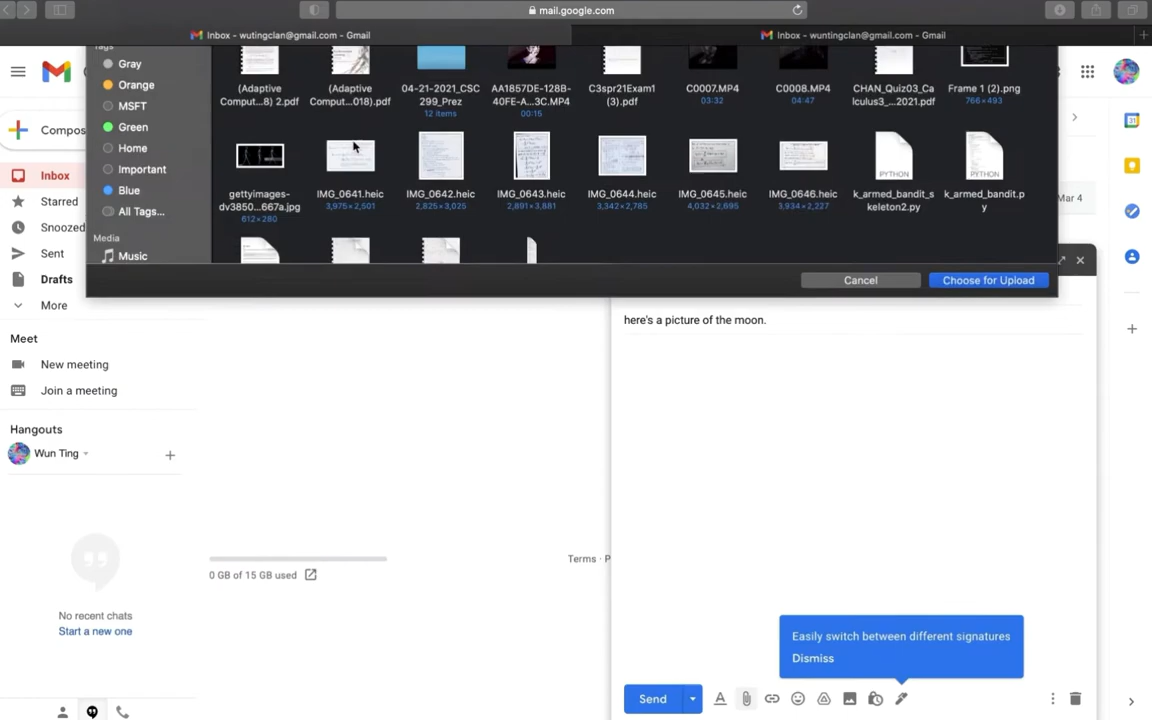 mail.google.com
Inbox - wutingclan@gmail.com - Gmail
Inbox - wuntingclan@gmail.com - Gmail
Tags
Gray
Orange
MSFT
Green
Home
Important
Blue
All Tags...
Media
Music
(Adaptive Comput...8) 2.pdf
(Adaptive Comput...018).pdf
04-21-2021_CSC 299_Prez
12 items
AA1857DE-128B-40FE-A...3C.MP4
00:15
C3spr21Exam1 (3).pdf
C0007.MP4
03:32
C0008.MP4
04:47
CHAN_Quiz03_Ca lculus3_...2021.pdf
Frame 1 (2).png
766×493
gettyimages-dv3850...667a.jpg
612×280
IMG_0641.heic
3,975×2,501
IMG_0642.heic
2,825×3,025
IMG_0643.heic
2,891×3,881
IMG_0644.heic
3,342×2,785
IMG_0645.heic
4,032×2,695
IMG_0646.heic
3,934×2,227
PYTHON
k_armed_bandit_s keleton2.py
PYTHON
k_armed_bandit.p y
Cancel
Choose for Upload
Compos
Inbox
Starred
Snoozed
Sent
Drafts
More
Meet
New meeting
Join a meeting
Hangouts
Wun Ting
No recent chats
Start a new one
Mar 4
here's a picture of the moon.
Terms · P
0 GB of 15 GB used
Easily switch between different signatures
Dismiss
Send